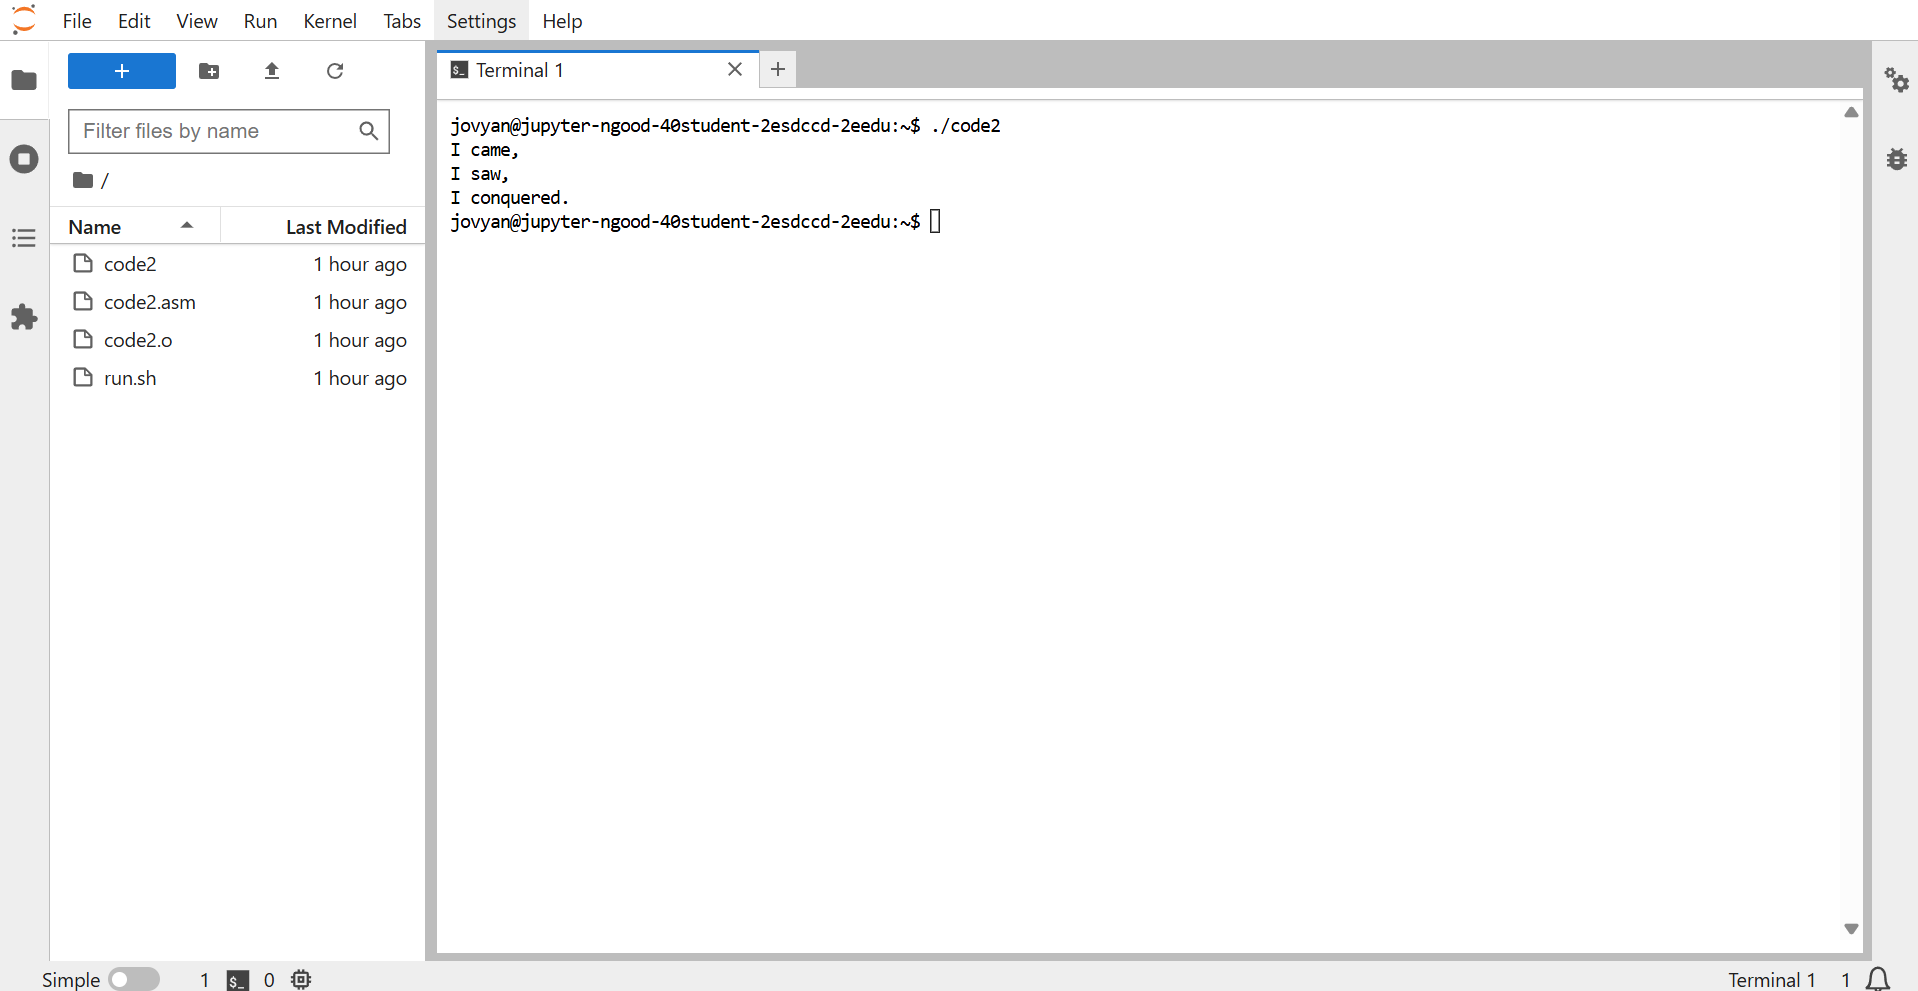 File Edit View Run Kernel Tabs Settings Help
+
Filter files by name
/
Name Last Modified
code2 1 hour ago
code2.asm 1 hour ago
code2.o 1 hour ago
run.sh 1 hour ago
$_ Terminal 1
jovyan@jupyter-ngood-40student-2esdccd-2eedu:~$ ./code2
I came,
I saw,
I conquered.
jovyan@jupyter-ngood-40student-2esdccd-2eedu:~$
Simple 1 $_ 0 Terminal 1 1